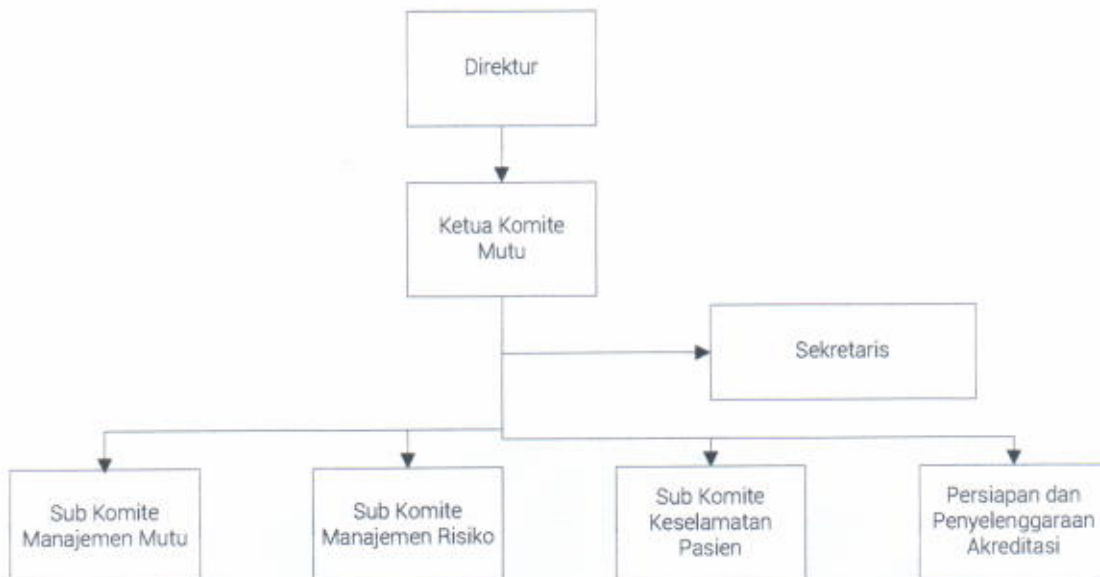 Direktur
Ketua Komite
Mutu
Sekretaris
Sub Komite
Manajemen Mutu
Sub Komite
Manajemen Risiko
Sub Komite
Keselamatan
Pasien
Persiapan dan
Penyelenggaraan
Akreditasi